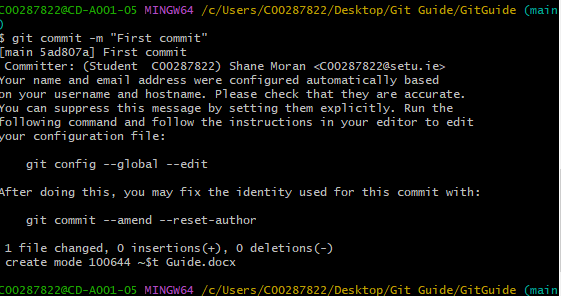 C00287822@CD-A001-05 MINGW64 /c/Users/C00287822/Desktop/Git Guide/GitGuide (main
)
$ git commit -m "First commit"
[main 5ad807a] First commit
 Committer: (Student  C00287822) Shane Moran <C00287822@setu.ie>
Your name and email address were configured automatically based
on your username and hostname. Please check that they are accurate.
You can suppress this message by setting them explicitly. Run the
following command and follow the instructions in your editor to edit
your configuration file:

    git config --global --edit

After doing this, you may fix the identity used for this commit with:

    git commit --amend --reset-author

 1 file changed, 0 insertions(+), 0 deletions(-)
 create mode 100644 ~$t Guide.docx

C00287822@CD-A001-05 MINGW64 /c/Users/C00287822/Desktop/Git Guide/GitGuide (main